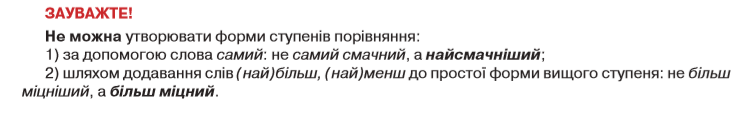 ЗАУВАЖТЕ!
Не можна утворювати форми ступенів порівняння:
1) за допомогою слова самий: не самий смачний, а найсмачніший;
2) шляхом додавання слів (най)більш, (най)менш до простої форми вищого ступеня: не більш
міцніший, а більш міцний.